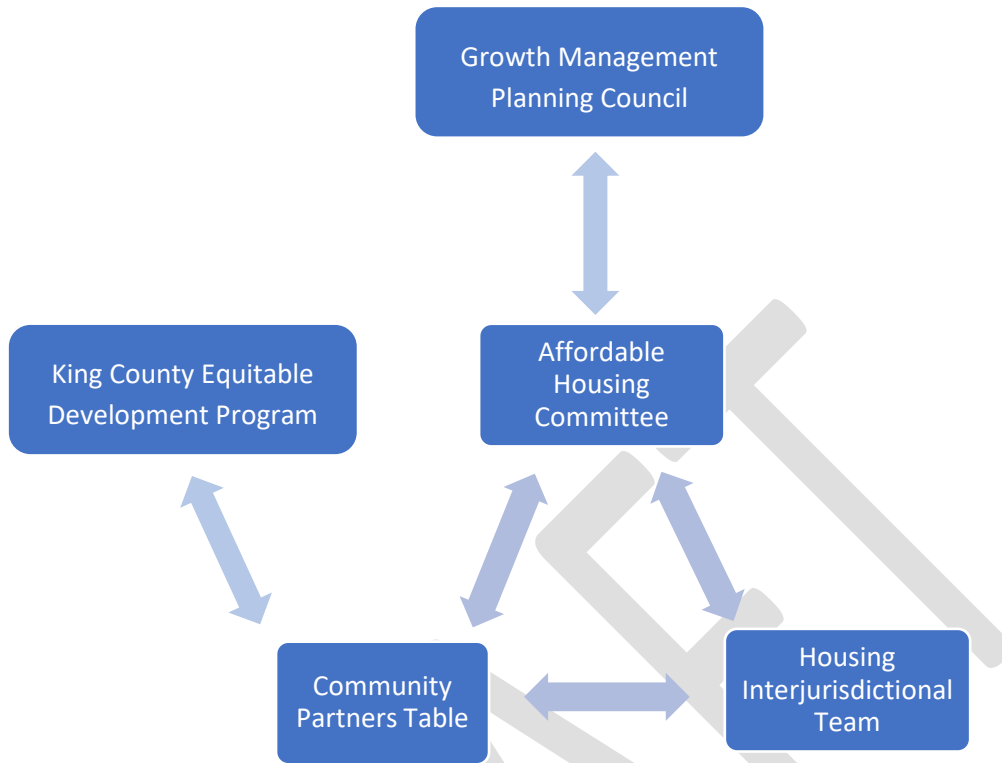 Growth Management
Planning Council
King County Equitable
Development Program
Affordable
Housing
Committee
Community
Partners Table
Housing
Interjurisdictional
Team